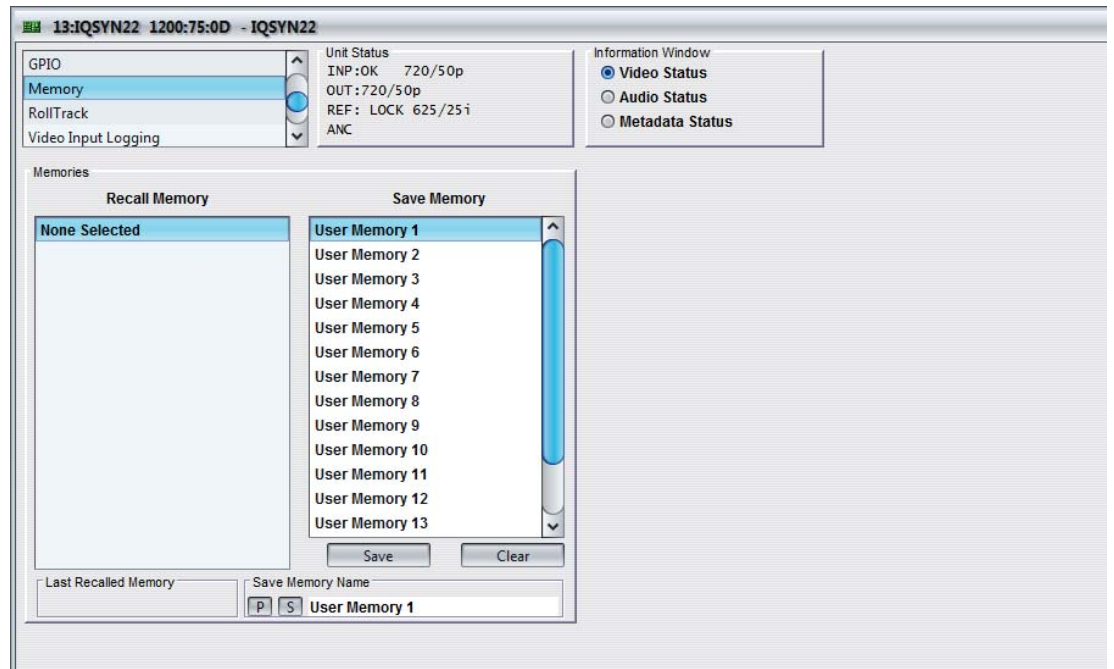 13:IQSYN22 1200:75:0D - IQSYN22
GPIO
Memory
RollTrack
Video Input Logging
Unit Status
INP:OK 720/50p
OUT:720/50p
REF: LOCK 625/25i
ANC
Information Window
Video Status
Audio Status
Metadata Status
Memories
Recall Memory
None Selected
Save Memory
User Memory 1
User Memory 2
User Memory 3
User Memory 4
User Memory 5
User Memory 6
User Memory 7
User Memory 8
User Memory 9
User Memory 10
User Memory 11
User Memory 12
User Memory 13
Save Clear
Last Recalled Memory
Save Memory Name
P S User Memory 1